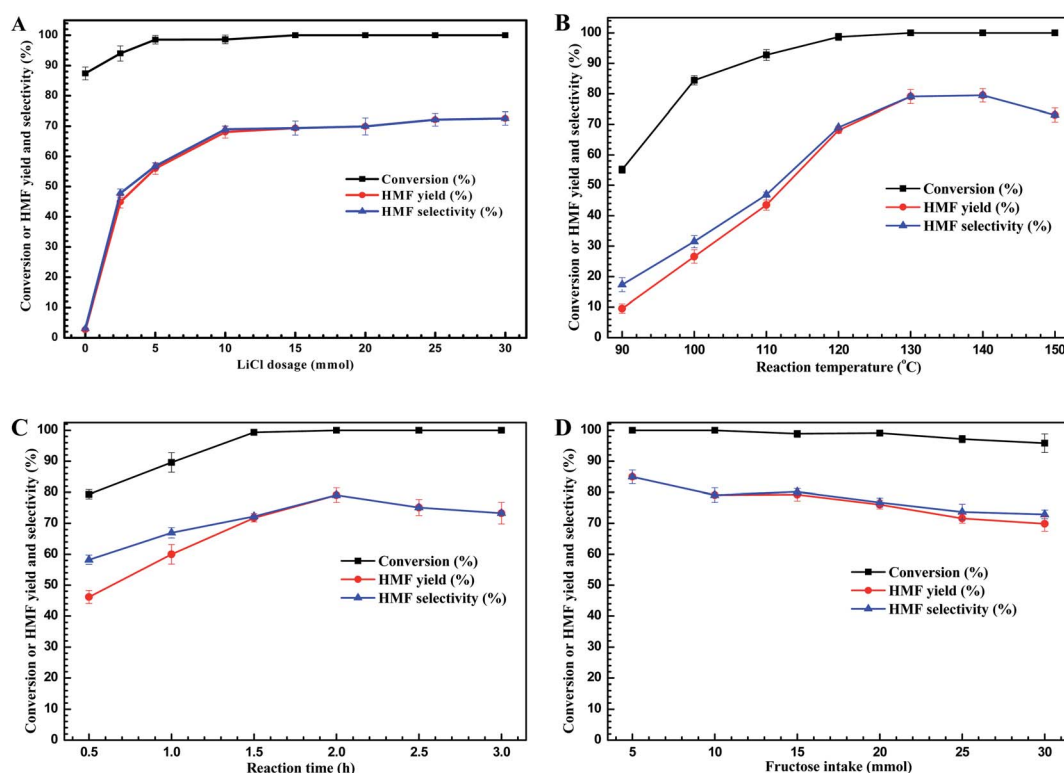 A
Conversion or HMF yield and selectivity (%)
100
90
80
70
60
50
40
30
20
10
0
Conversion (%)
HMF yield (%)
HMF selectivity (%)
0 5 10 15 20 25 30
LiCl dosage (mmol)
B
Conversion or HMF yield and selectivity (%)
100
90
80
70
60
50
40
30
20
10
0
Conversion (%)
HMF yield (%)
HMF selectivity (%)
90 100 110 120 130 140 150
Reaction temperature (°C)
C
Conversion or HMF yield and selectivity (%)
100
90
80
70
60
50
40
30
20
10
0
Conversion (%)
HMF yield (%)
HMF selectivity (%)
0.5 1.0 1.5 2.0 2.5 3.0
Reaction time (h)
D
Conversion or HMF yield and selectivity (%)
100
90
80
70
60
50
40
30
20
10
0
Conversion (%)
HMF yield (%)
HMF selectivity (%)
5 10 15 20 25 30
Fructose intake (mmol)